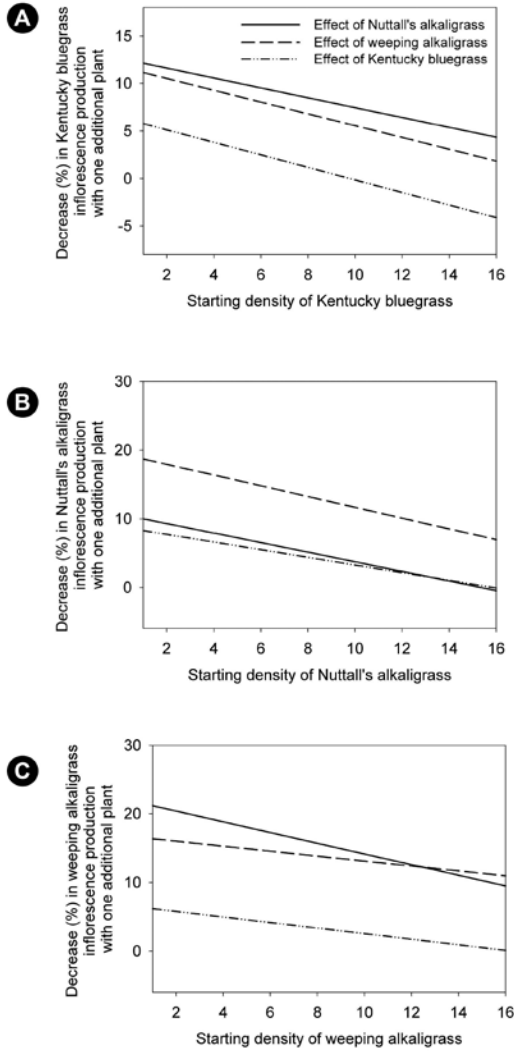 A
Decrease (%) in Kentucky bluegrass
inflorescence production
with one additional plant
15
10
5
0
-5
Effect of Nuttall's alkaligrass
Effect of weeping alkaligrass
Effect of Kentucky bluegrass
2 4 6 8 10 12 14 16
Starting density of Kentucky bluegrass
B
Decrease (%) in Nuttall's alkaligrass
inflorescence production
with one additional plant
30
20
10
0
2 4 6 8 10 12 14 16
Starting density of Nuttall's alkaligrass
C
Decrease (%) in weeping alkaligrass
inflorescence production
with one additional plant
30
20
10
0
2 4 6 8 10 12 14 16
Starting density of weeping alkaligrass